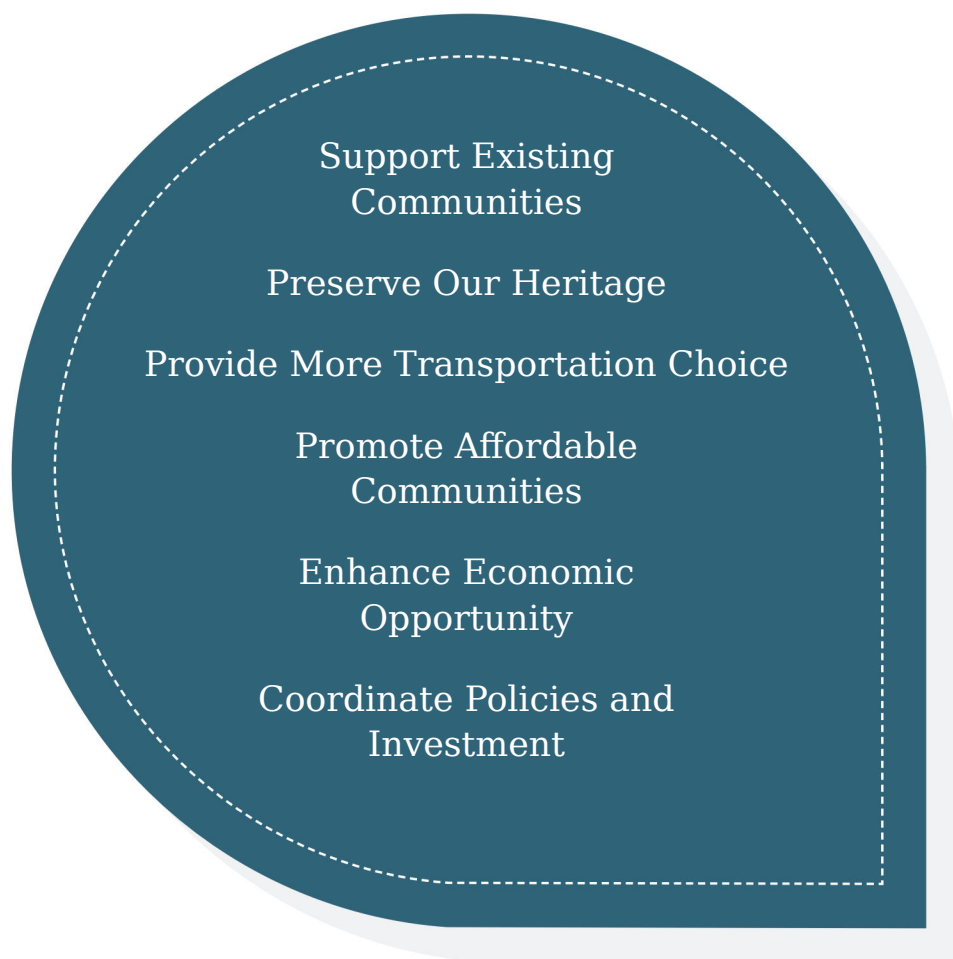 Support Existing
Communities
Preserve Our Heritage
Provide More Transportation Choice
Promote Affordable
Communities
Enhance Economic
Opportunity
Coordinate Policies and
Investment